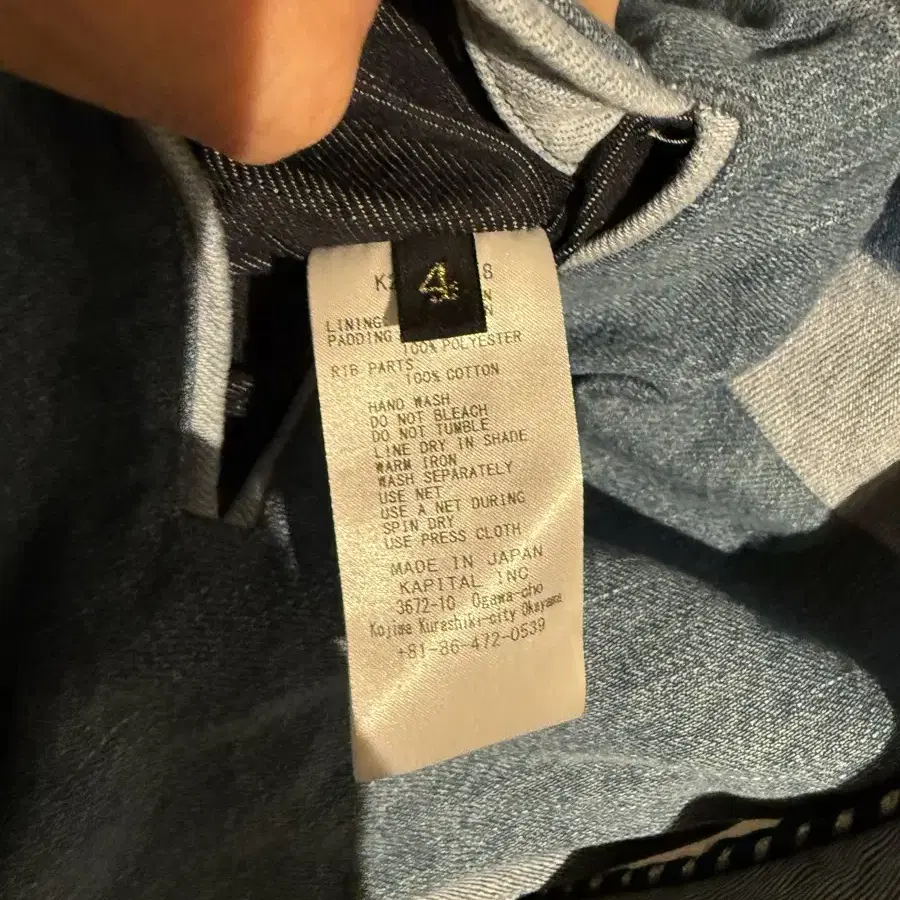 4
LINING
PADDING
100% POLYESTER
RIB PARTS
100% COTTON
HAND WASH
DO NOT BLEACH
DO NOT TUMBLE
LINE DRY IN SHADE
WARM IRON
WASH SEPARATELY
USE NET
USE A NET DURING
SPIN DRY
USE PRESS CLOTH
MADE IN JAPAN
KAPITAL INC
3672-10 Ogawa-cho
Kojima Kurashiki-city Okayama
+81-86-472-0539